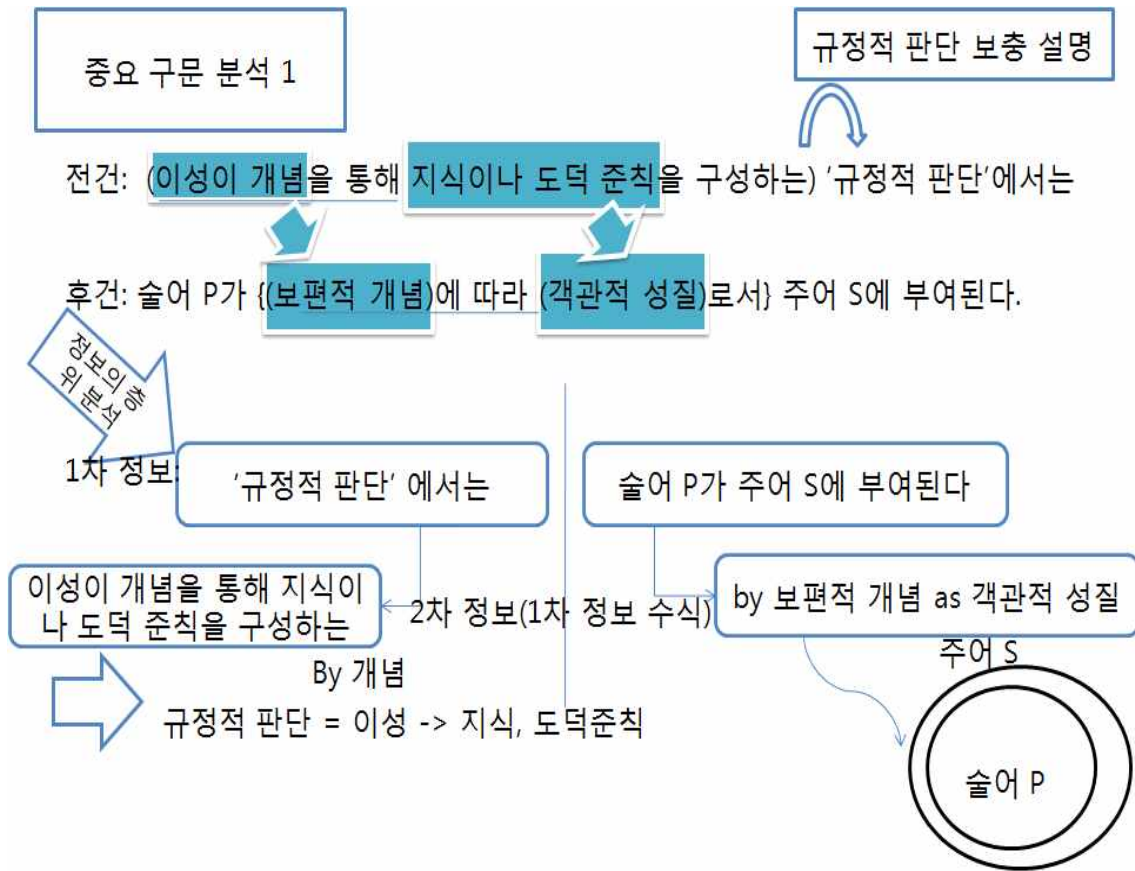 중요 구문 분석 1
규정적 판단 보충 설명
전건: (이성이 개념을 통해 지식이나 도덕 준칙을 구성하는) '규정적 판단'에서는
후건: 술어 P가 {(보편적 개념)에 따라 (객관적 성질)로서} 주어 S에 부여된다.
정보의 층
위 분석
1차 정보:
'규정적 판단' 에서는
술어 P가 주어 S에 부여된다
이성이 개념을 통해 지식이
나 도덕 준칙을 구성하는
2차 정보(1차 정보 수식)
by 보편적 개념 as 객관적 성질
주어 S
By 개념
규정적 판단 = 이성 -> 지식, 도덕준칙
술어 P